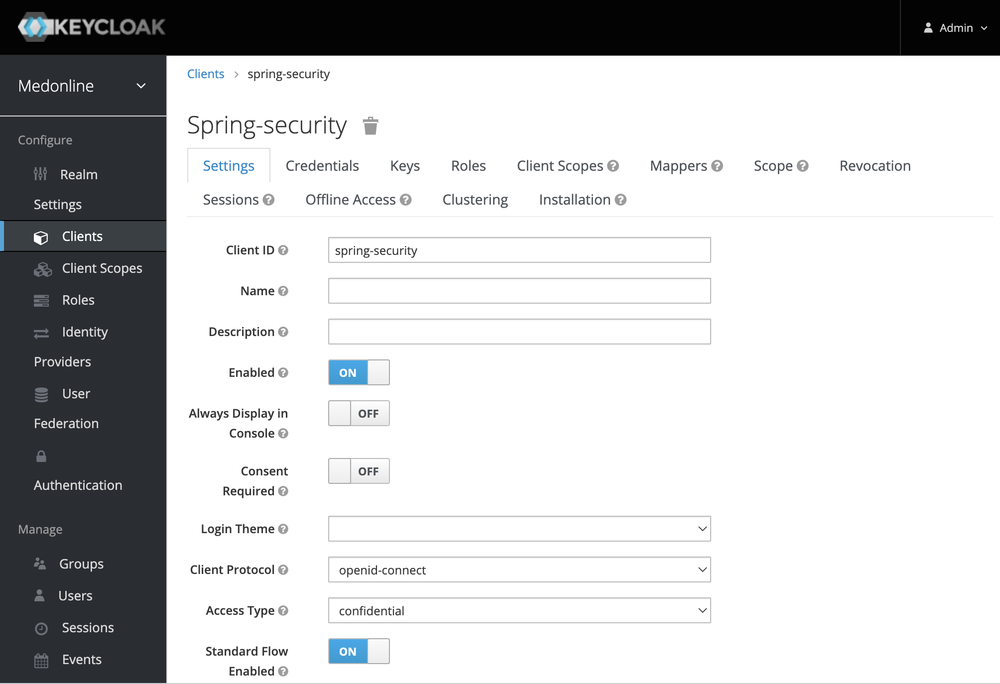 KEYCLOAK
Admin
Medonline
Configure
Realm
Settings
Clients
Client Scopes
Roles
Identity
Providers
User
Federation
Authentication
Manage
Groups
Users
Sessions
Events
Clients > spring-security
Spring-security
Settings Credentials Keys Roles Client Scopes ? Mappers ? Scope ? Revocation
Sessions ? Offline Access ? Clustering Installation ?
Client ID ? spring-security
Name ?
Description ?
Enabled ? ON
Always Display in OFF
Console ?
Consent OFF
Required ?
Login Theme ?
Client Protocol ? openid-connect
Access Type ? confidential
Standard Flow ON
Enabled ?